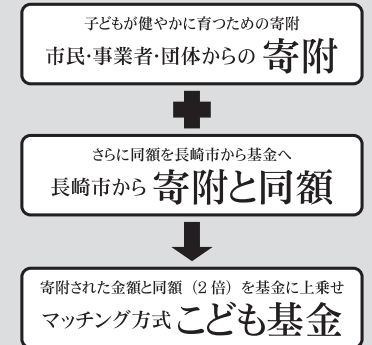 子どもが健やかに育つための寄附
市民・事業者・団体からの 寄附
さらに同額を長崎市から基金へ
長崎市から 寄附と同額
寄附された金額と同額（2倍）を基金に上乗せ
マッチング方式 こども基金